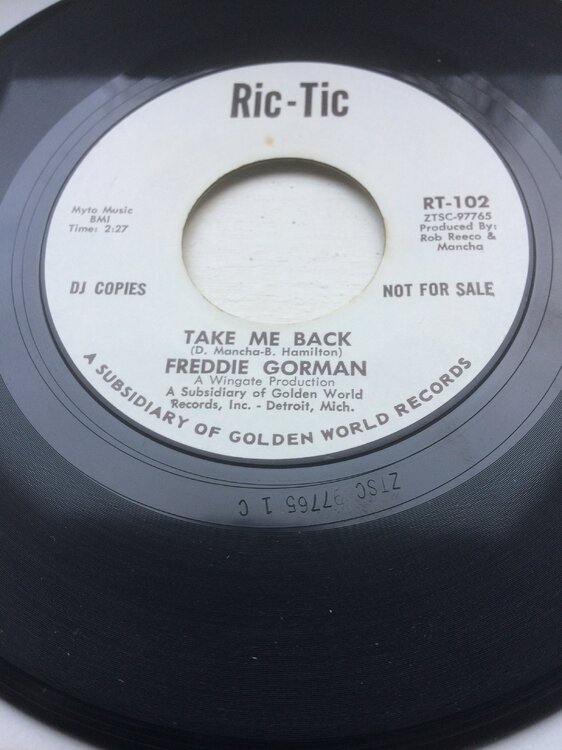 Ric-Tic
Myto Music
BMI
Time: 2:27
RT-102
ZTSC-97765
Produced By:
Rob Reeco &
Mancha
DJ COPIES
NOT FOR SALE
TAKE ME BACK
(D. Mancha-B. Hamilton)
FREDDIE GORMAN
A Wingate Production
A Subsidiary of Golden World
Records, Inc. - Detroit, Mich.
A SUBSIDIARY OF GOLDEN WORLD RECORDS
ZTSC 97765 1 C